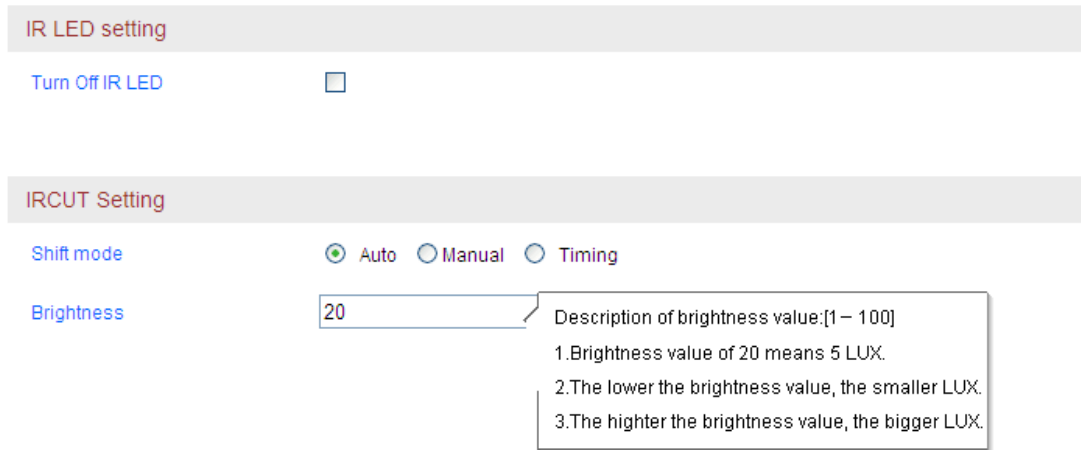 IR LED setting
Turn Off IR LED
IRCUT Setting
Shift mode Auto Manual Timing
Brightness 20
Description of brightness value:[1— 100]
1.Brightness value of 20 means 5 LUX.
2.The lower the brightness value, the smaller LUX.
3.The highter the brightness value, the bigger LUX.